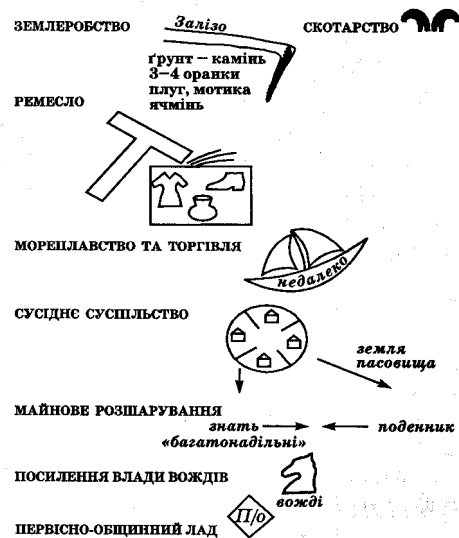 ЗЕМЛЕРОБСТВО
Залізо
СКОТАРСТВО
ґрунт – камінь
3–4 оранки
плуг, мотика
ячмінь
РЕМЕСЛО
МОРЕПЛАВСТВО ТА ТОРГІВЛЯ
недалеко
СУСІДНЄ СУСПІЛЬСТВО
земля
пасовища
МАЙНОВЕ РОЗШАРУВАННЯ
знать
поденник
«багатонадільні»
ПОСИЛЕННЯ ВЛАДИ ВОЖДІВ
вожді
П/о
ПЕРВІСНО-ОБЩИННИЙ ЛАД